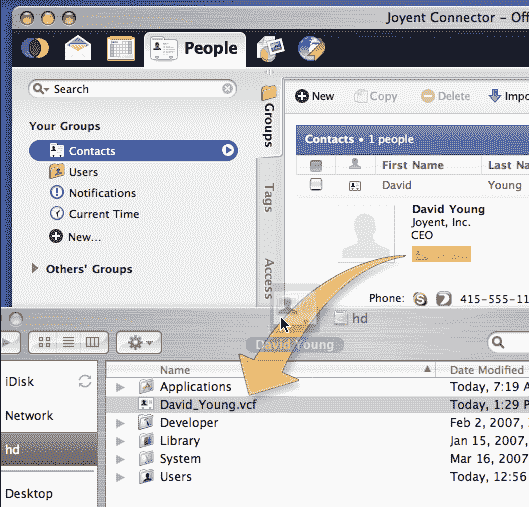 Joyent Connector – Off
People
Search
Your Groups
Contacts
Users
Notifications
Current Time
New...
Others' Groups
Groups
Tags
Access
New Copy Delete Impo
Contacts • 1 people
First Name Last Na
David Young
David Young
Joyent, Inc.
CEO
Phone: 415-555-11
hd
David Young
Name Date Modified
iDisk
Network
hd
Desktop
Applications Today, 7:19 A
David_Young.vcf Today, 1:29 P
Developer Feb 2, 2007,
Library Jan 15, 2007,
System Mar 16, 2007
Users Today, 12:56